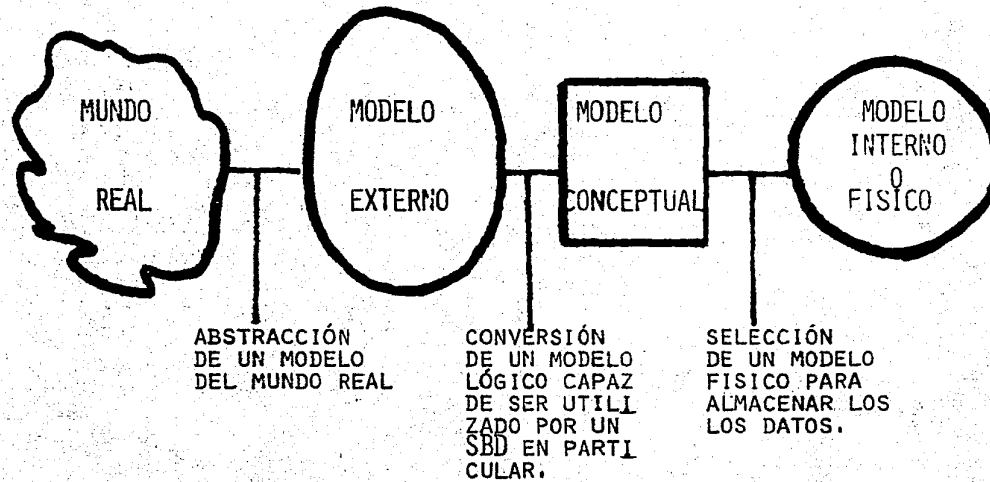 MUNDO
REAL
MODELO
EXTERNO
MODELO
CONCEPTUAL
MODELO
INTERNO
O
FISICO
ABSTRACCIÓN
DE UN MODELO
DEL MUNDO REAL
CONVERSIÓN
DE UN MODELO
LÓGICO CAPAZ
DE SER UTILI
ZADO POR UN
SBD EN PARTI
CULAR.
SELECCIÓN
DE UN MODELO
FISICO PARA
ALMACENAR LOS
LOS DATOS.